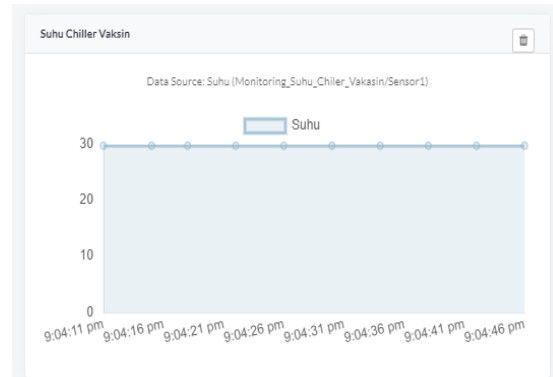 Suhu Chiller Vaksin
Data Source: Suhu (Monitoring_Suhu_Chiler_Vakasin/Sensor1)
Suhu
30
20
10
0
9:04:11 pm 9:04:16 pm 9:04:21 pm 9:04:26 pm 9:04:31 pm 9:04:36 pm 9:04:41 pm 9:04:46 pm